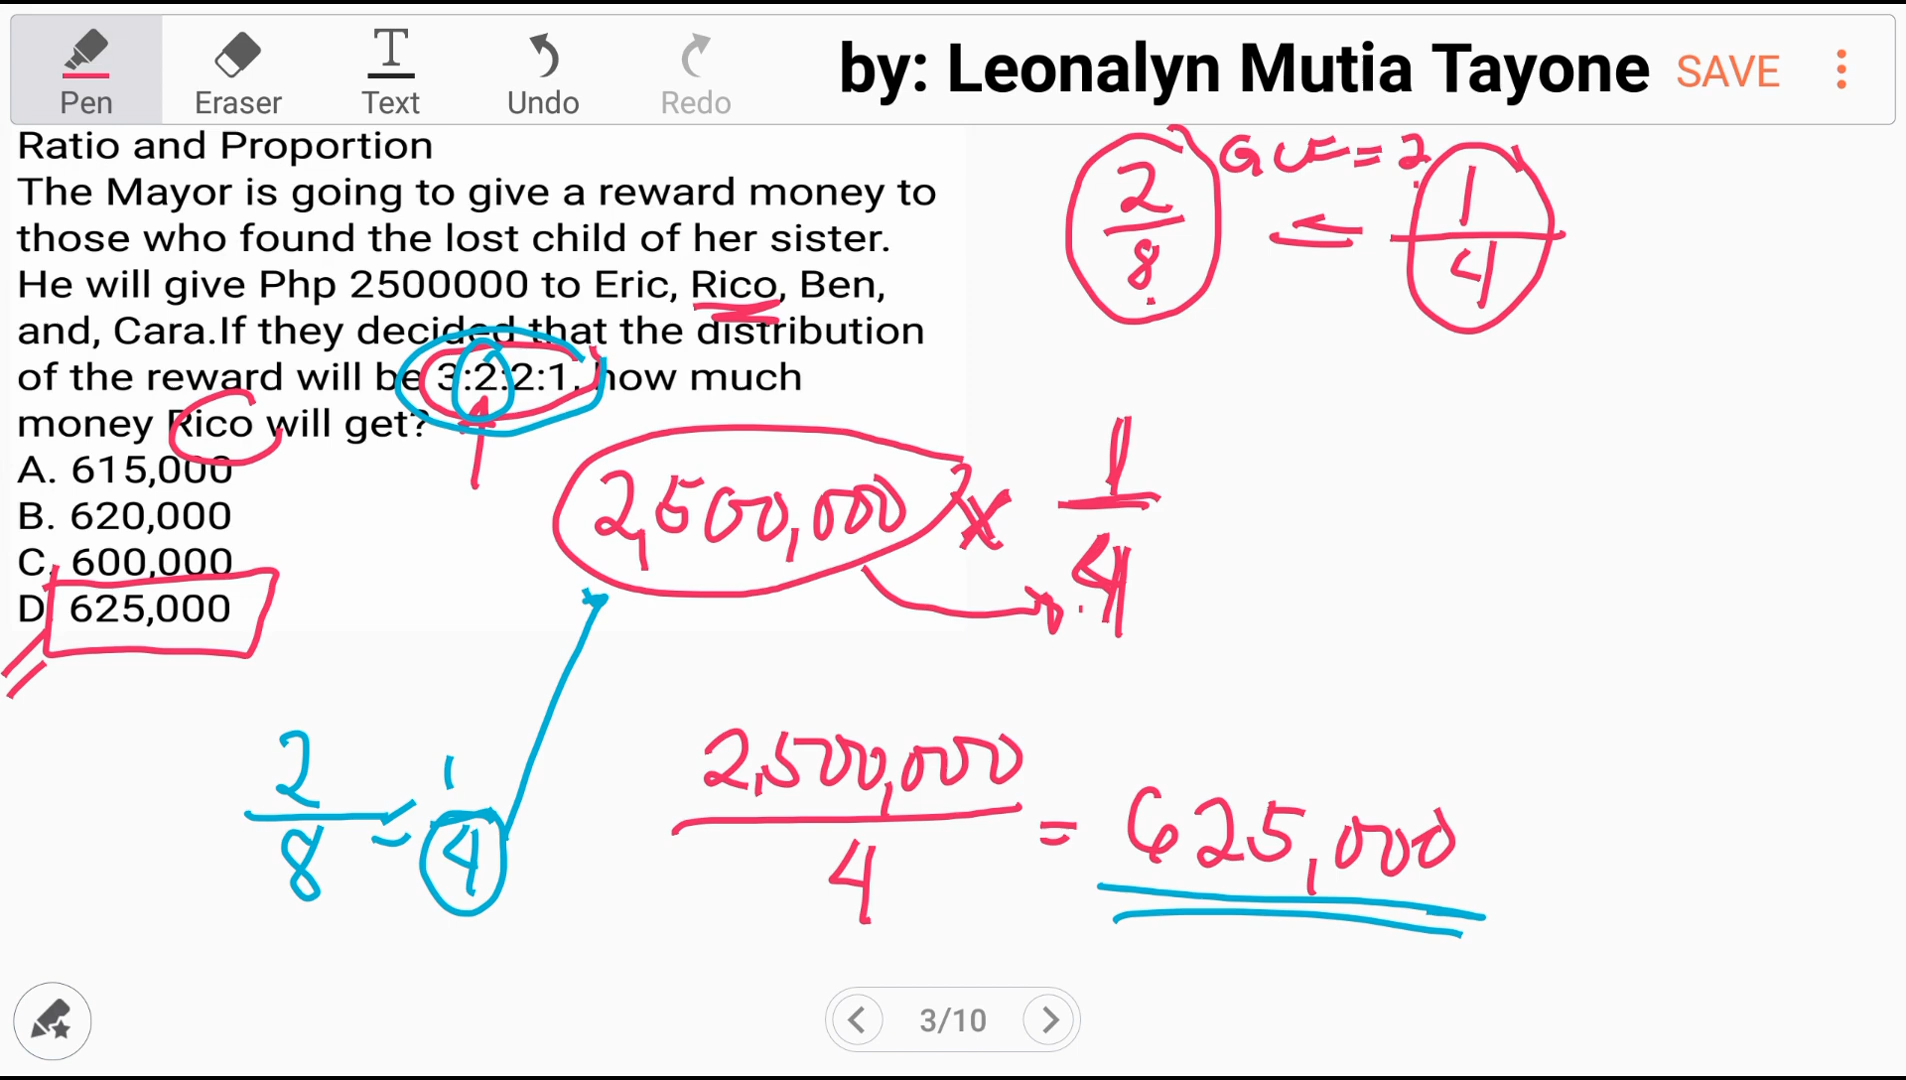 Pen
Eraser
Text
Undo
Redo
by: Leonalyn Mutia Tayone
SAVE
Ratio and Proportion
The Mayor is going to give a reward money to
those who found the lost child of her sister.
He will give Php 2500000 to Eric, Rico, Ben,
and, Cara.If they decided that the distribution
of the reward will be 3:2:2:1, how much
money Rico will get?
A. 615,000
B. 620,000
C. 600,000
D. 625,000
2/8 = 1/4
2,500,000 x 1/4
2/8 = 1/4
2,500,000/4 = 625,000
3/10